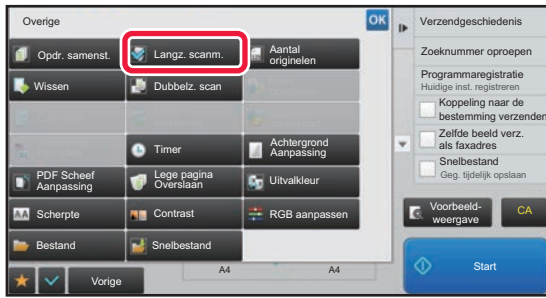 Overige
OK
Opdr. samenst.
Langz. scanm.
Aantal
originelen
Wissen
Dubbelz. scan
Timer
Achtergrond
Aanpassing
PDF Scheef
Aanpassing
Lege pagina
Overslaan
Uitvalkleur
Scherpte
Contrast
RGB aanpassen
Bestand
Snelbestand
Vorige
A4
A4
Verzendgeschiedenis
Zoeknummer oproepen
Programmaregistratie
Huidige inst. registreren
Koppeling naar de
bestemming verzenden
Zelfde beeld verz.
als faxadres
Snelbestand
Geg. tijdelijk opslaan
Voorbeeld-
weergave
CA
Start